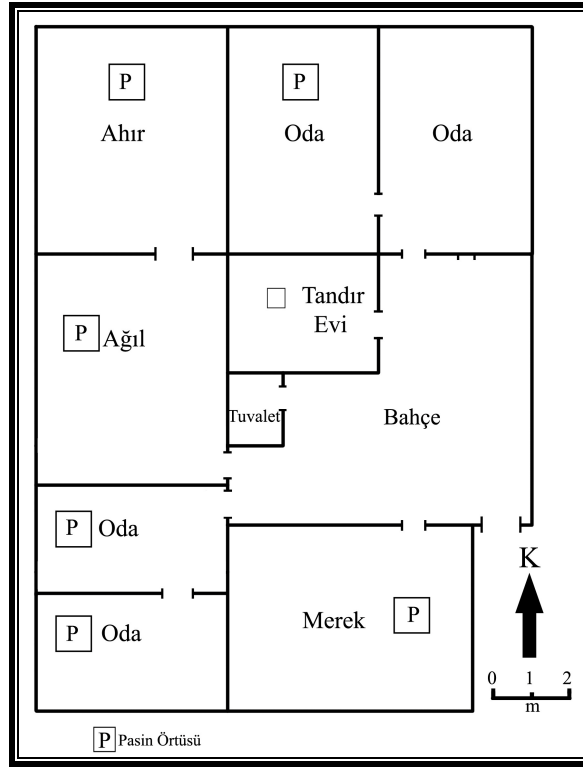 P
P
Ahır
Oda
Oda
Tandır
Evi
P
Ağıl
Tuvalet
Bahçe
P
Oda
K
P
Oda
Merek
P
0 1 2
m
P Pasin Örtüsü